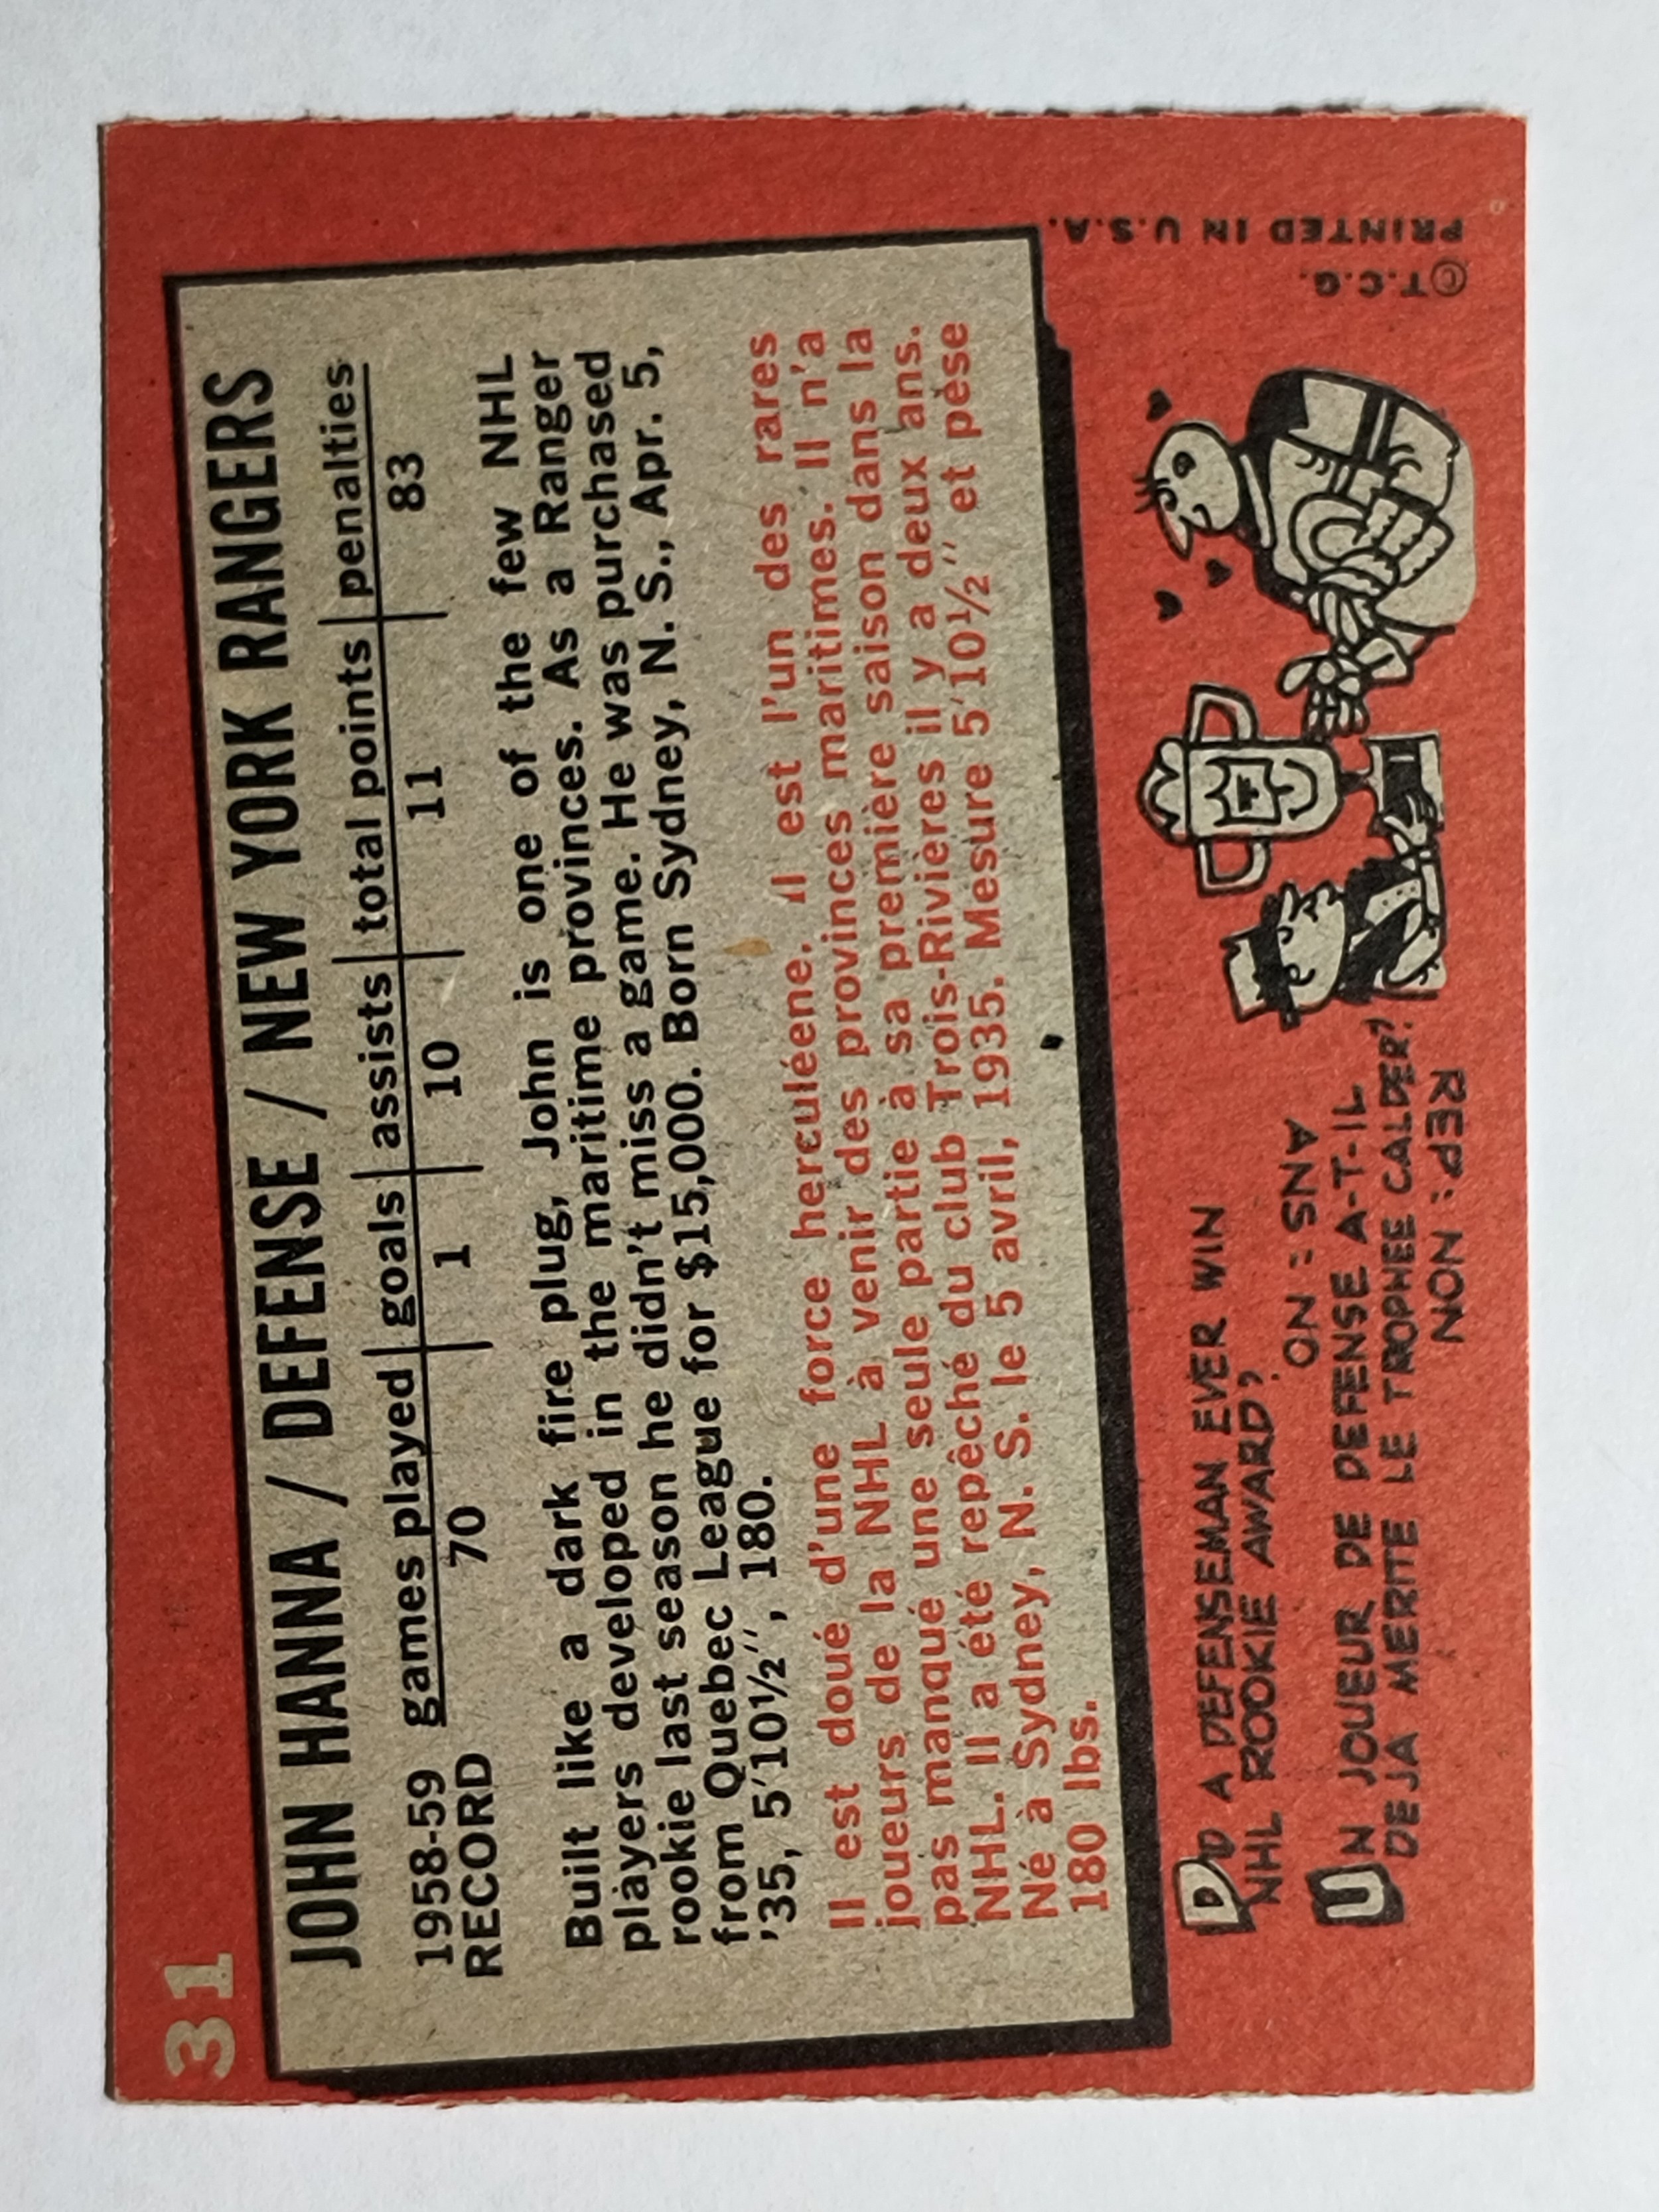 31
JOHN HANNA / DEFENSE / NEW YORK RANGERS
1958-59 games played goals assists total points penalties
RECORD 70 1 10 11 83
Built like a dark fire plug, John is one of the few NHL
players developed in the maritime provinces. As a Ranger
rookie last season he didn't miss a game. He was purchased
from Quebec League for $15,000. Born Sydney, N. S., Apr. 5,
'35, 5'10½", 180.
Il est doué d'une force herculéene. Il est l'un des rares
joueurs de la NHL à venir des provinces maritimes. Il n'a
pas manqué une seule partie à sa première saison dans la
NHL. Il a été repêché du club Trois-Rivières il y a deux ans.
Né à Sydney, N. S. le 5 avril, 1935. Mesure 5'10½" et pèse
180 lbs.
DID A DEFENSEMAN EVER WIN
NHL ROOKIE AWARD?
ANS: NO
UN JOUEUR DE DEFENSE A-T-IL
DEJA MERITE LE TROPHEE CALDER?
REP: NON
©T.C.G.
PRINTED IN U.S.A.